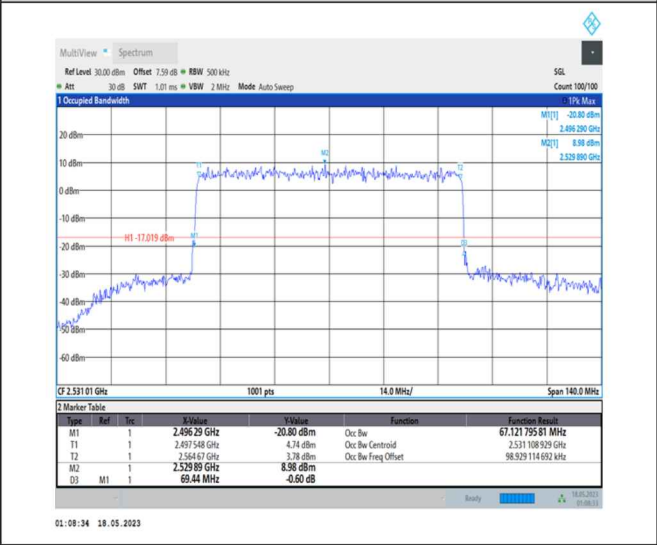 MultiView Spectrum
Ref Level 30.00 dBm Offset 7.59 dB RBW 500 kHz SGL
Att 30 dB SWT 1.01 ms VBW 2 MHz Mode Auto Sweep Count 100/100
1 Occupied Bandwidth 1Pk Max
M1[1] -20.80 dBm
2.496 290 GHz
M2[1] 8.98 dBm
2.529 890 GHz
20 dBm
M2
10 dBm
T1 T2
0 dBm
-10 dBm
H1 -17.019 dBm
M1
-20 dBm
-30 dBm
-40 dBm
-50 dBm
-60 dBm
CF 2.531 01 GHz 1001 pts 14.0 MHz/ Span 140.0 MHz
2 Marker Table
Type Ref Trc X-Value Y-Value Function Function Result
M1 1 2.496 29 GHz -20.80 dBm Occ Bw 67.121 795 81 MHz
T1 1 2.497 548 GHz 4.74 dBm Occ Bw Centroid 2.531 108 929 GHz
T2 1 2.564 67 GHz 3.78 dBm Occ Bw Freq Offset 98.929 114 692 kHz
M2 1 2.529 89 GHz 8.98 dBm
D3 M1 1 69.44 MHz -0.60 dB
Ready 18.05.2023
01:08:33
01:08:34 18.05.2023